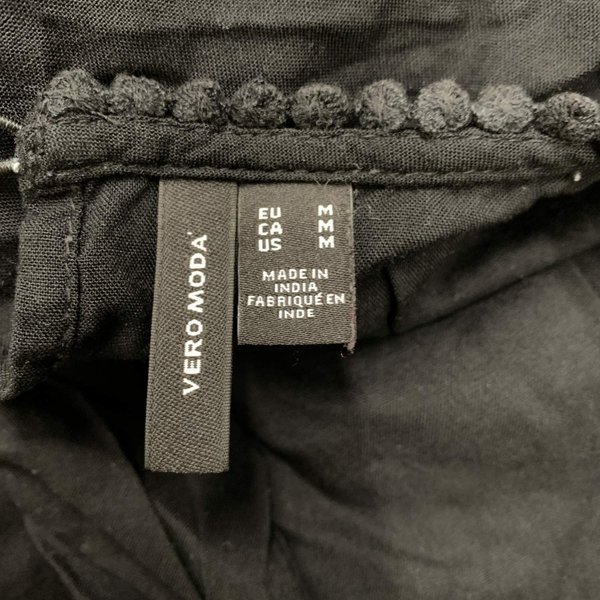 VERO MODA
EU M
CA M
US M
MADE IN
INDIA
FABRIQUÉ EN
INDE